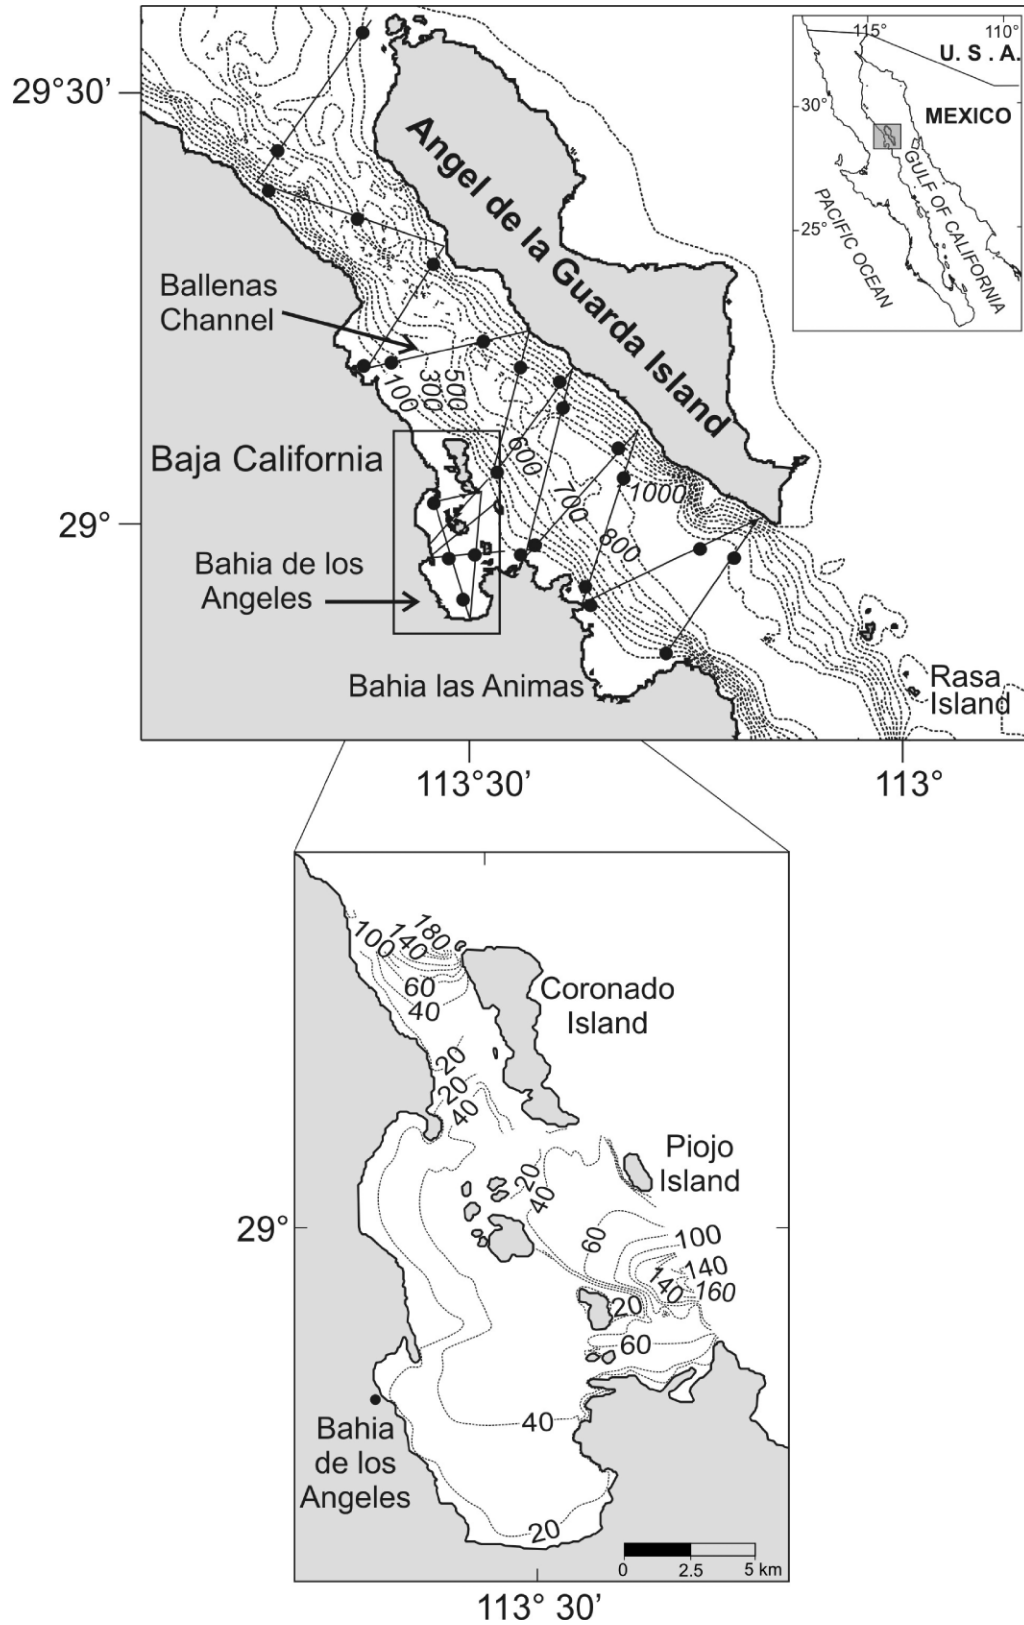 115°
110°
U. S. A.
30°
MEXICO
GULF OF CALIFORNIA
25°
PACIFIC OCEAN
29°30’
Angel de la Guarda Island
Ballenas
Channel
100
300
500
Baja California
600
700
1000
800
29°
Bahia de los
Angeles
Bahia las Animas
Rasa
Island
113°30’
113°
180
140
100
60
40
Coronado
Island
20
20
40
Piojo
Island
20
40
60
100
140
140
160
29°
20
60
40
Bahia
de los
Angeles
20
0
2.5
5 km
113° 30’